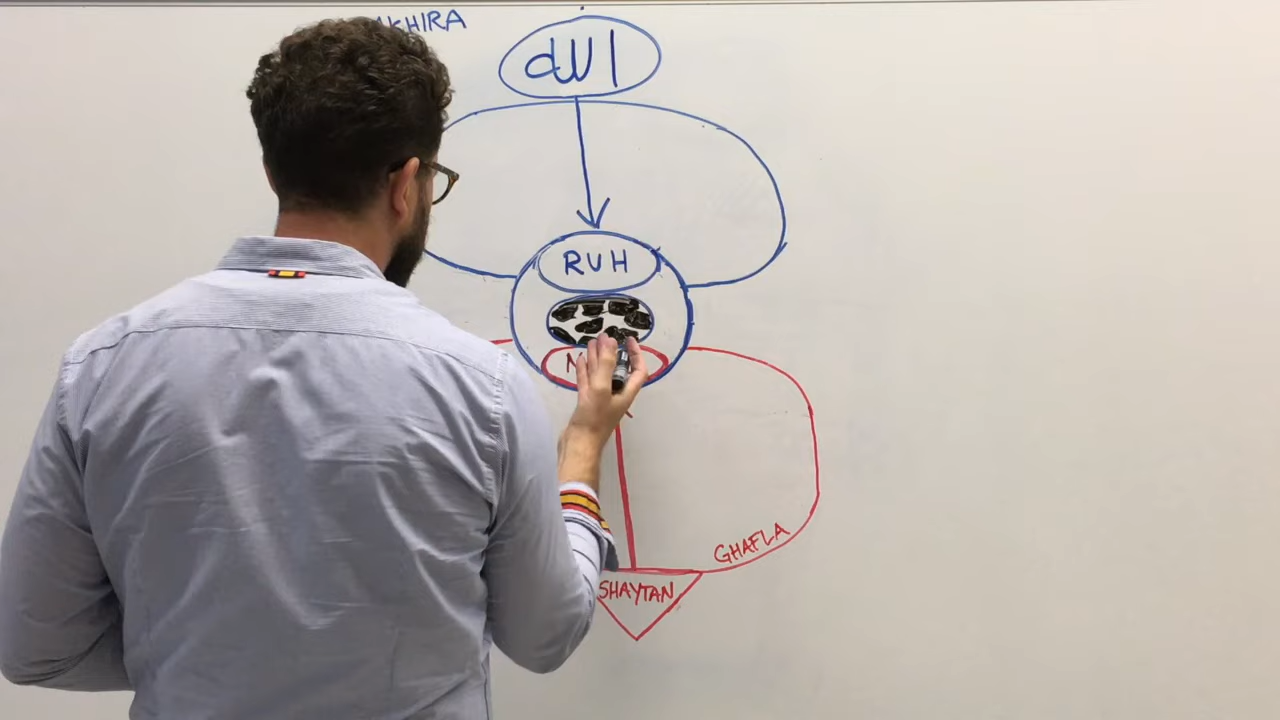 AKHIRA
الله
RUH
GHAFLA
SHAYTAN